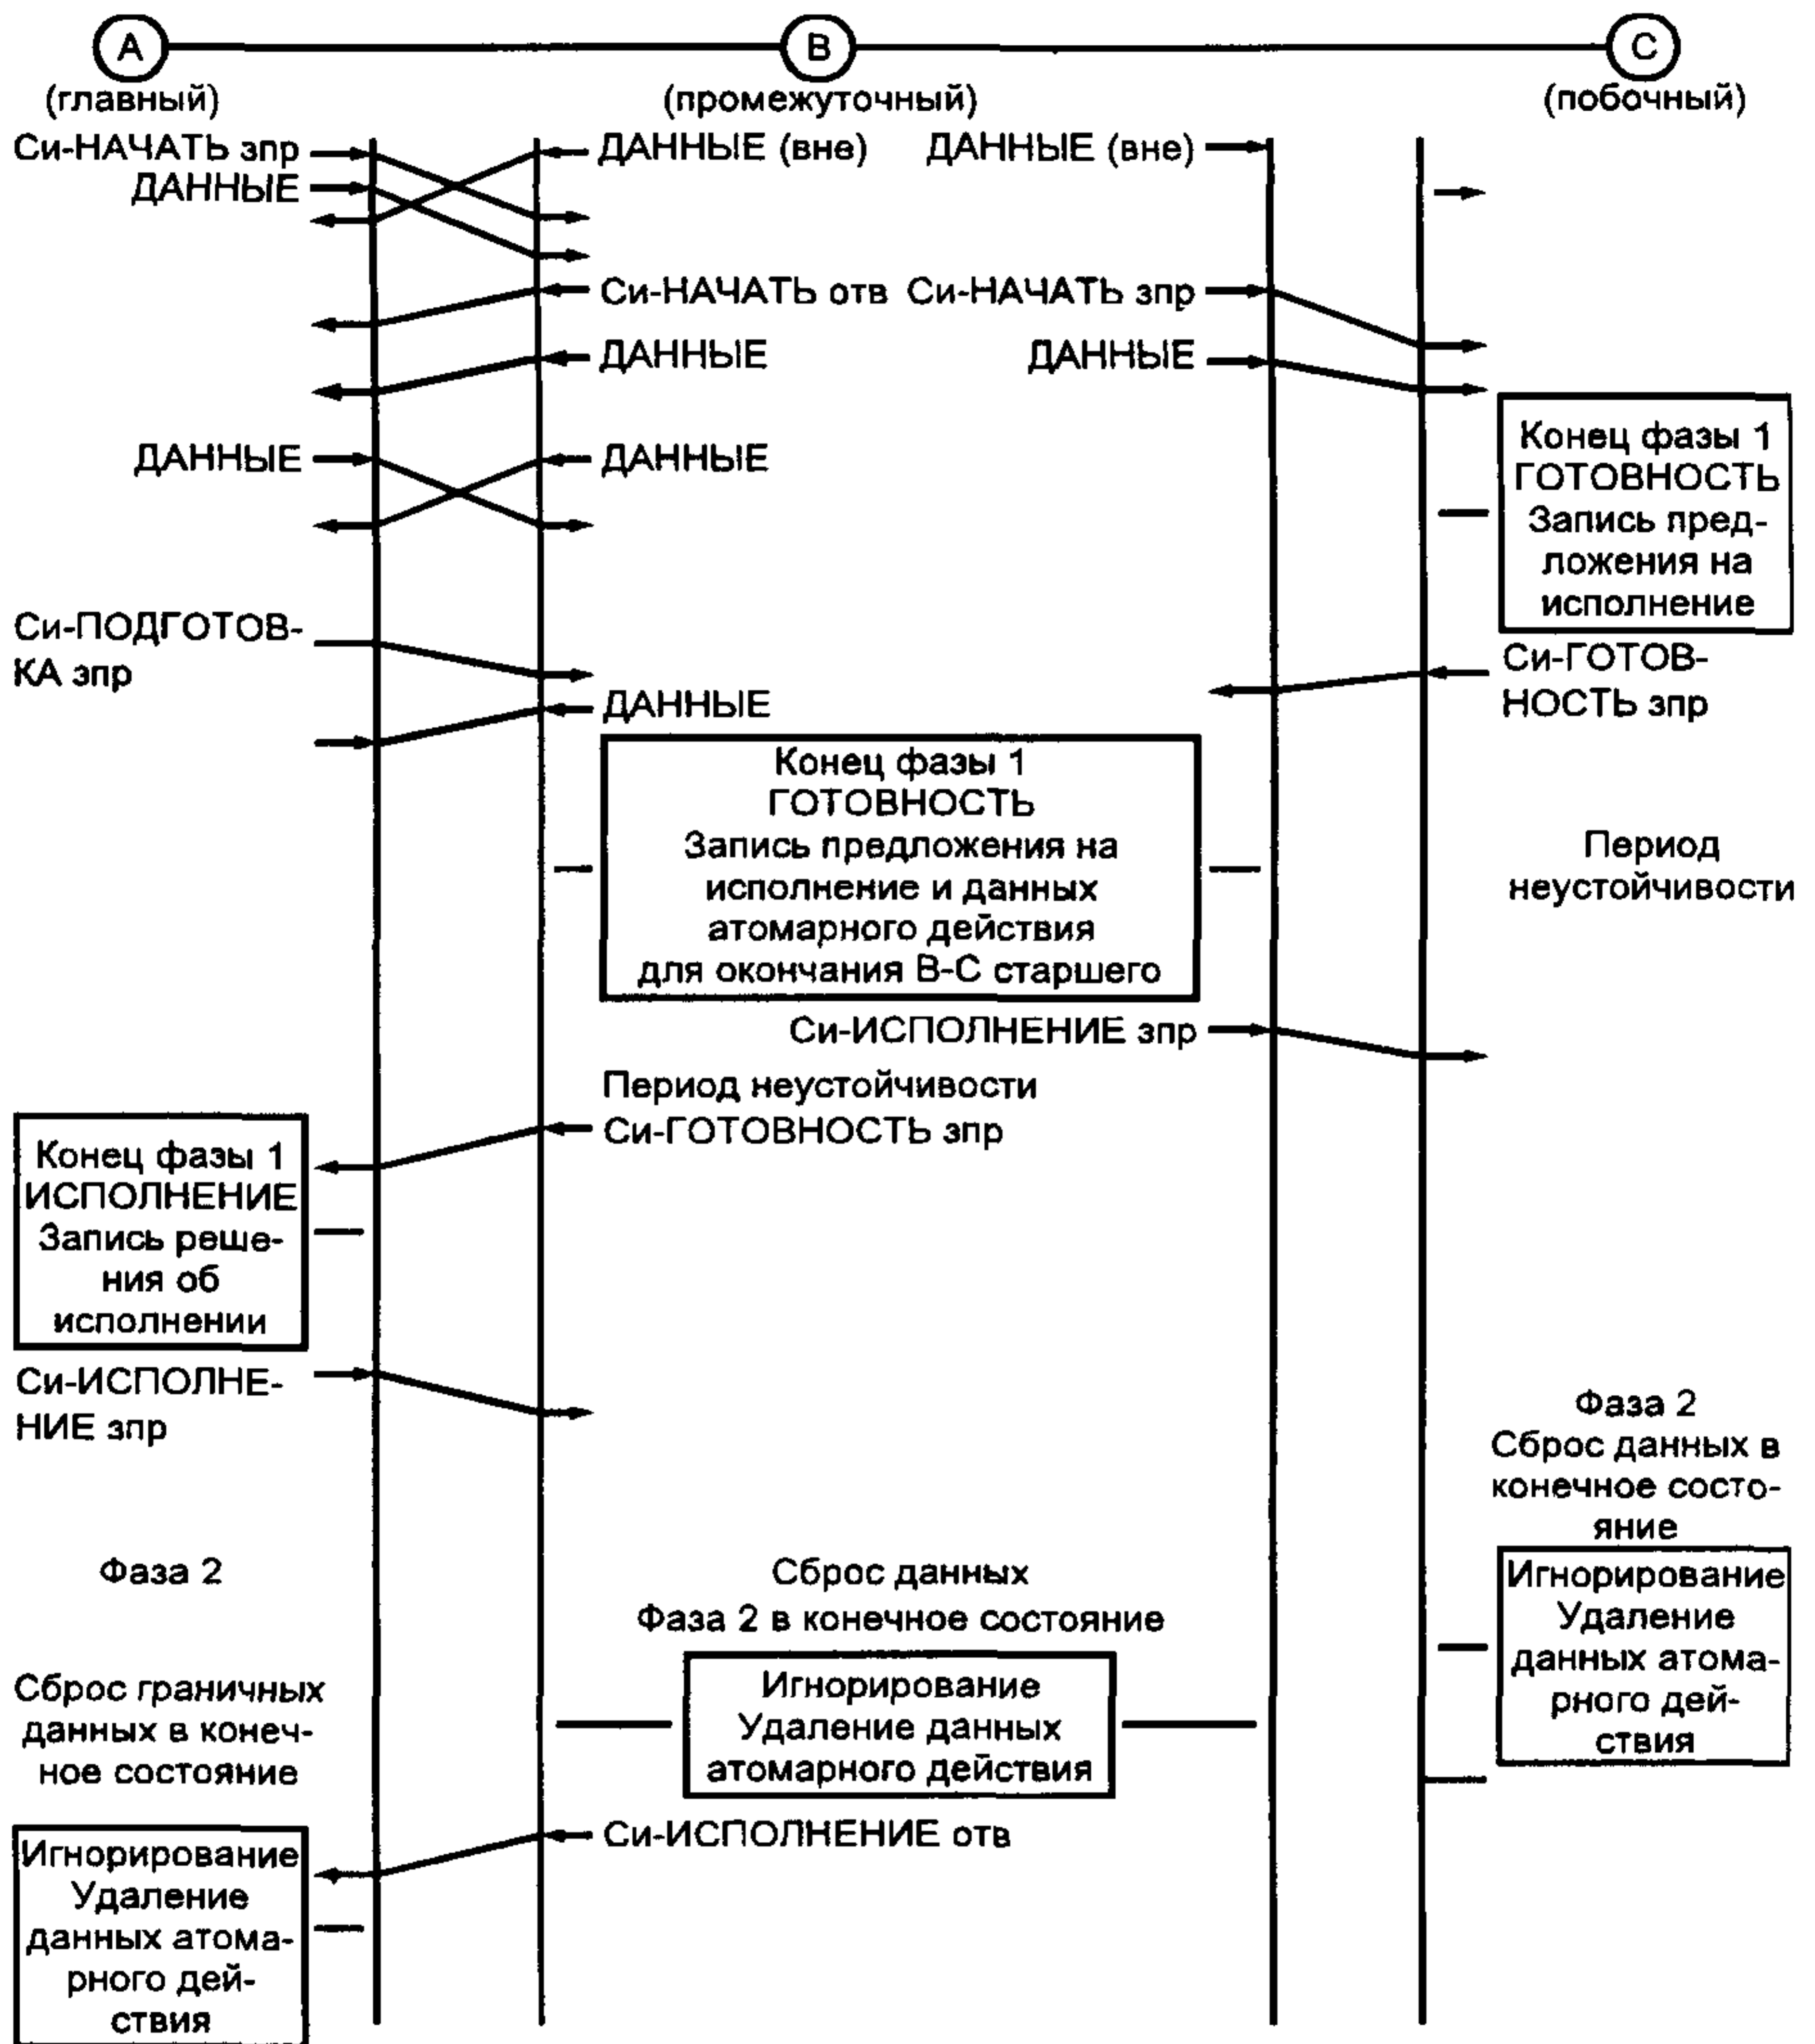 A
B
C
(главный)
(промежуточный)
(побочный)
Си-НАЧАТЬ зпр
ДАННЫЕ (вне)
ДАННЫЕ (вне)
ДАННЫЕ
Си-НАЧАТЬ отв
Си-НАЧАТЬ зпр
ДАННЫЕ
ДАННЫЕ
ДАННЫЕ
ДАННЫЕ
Конец фазы 1
ГОТОВНОСТЬ
Запись пред-
ложения на
исполнение
Си-ПОДГОТОВ-
КА зпр
Си-ГОТОВ-
НОСТЬ зпр
ДАННЫЕ
Конец фазы 1
ГОТОВНОСТЬ
Запись предложения на
исполнение и данных
атомарного действия
для окончания В-С старшего
Период
неустойчивости
Си-ИСПОЛНЕНИЕ зпр
Период неустойчивости
Си-ГОТОВНОСТЬ зпр
Конец фазы 1
ИСПОЛНЕНИЕ
Запись реше-
ния об
исполнении
Си-ИСПОЛНЕ-
НИЕ зпр
Фаза 2
Сброс данных в
конечное состо-
яние
Фаза 2
Сброс данных
Фаза 2 в конечное состояние
Игнорирование
Удаление
данных атома-
рного дей-
ствия
Сброс граничных
данных в конеч-
ное состояние
Игнорирование
Удаление данных
атомарного действия
Си-ИСПОЛНЕНИЕ отв
Игнорирование
Удаление
данных атома-
рного дей-
ствия